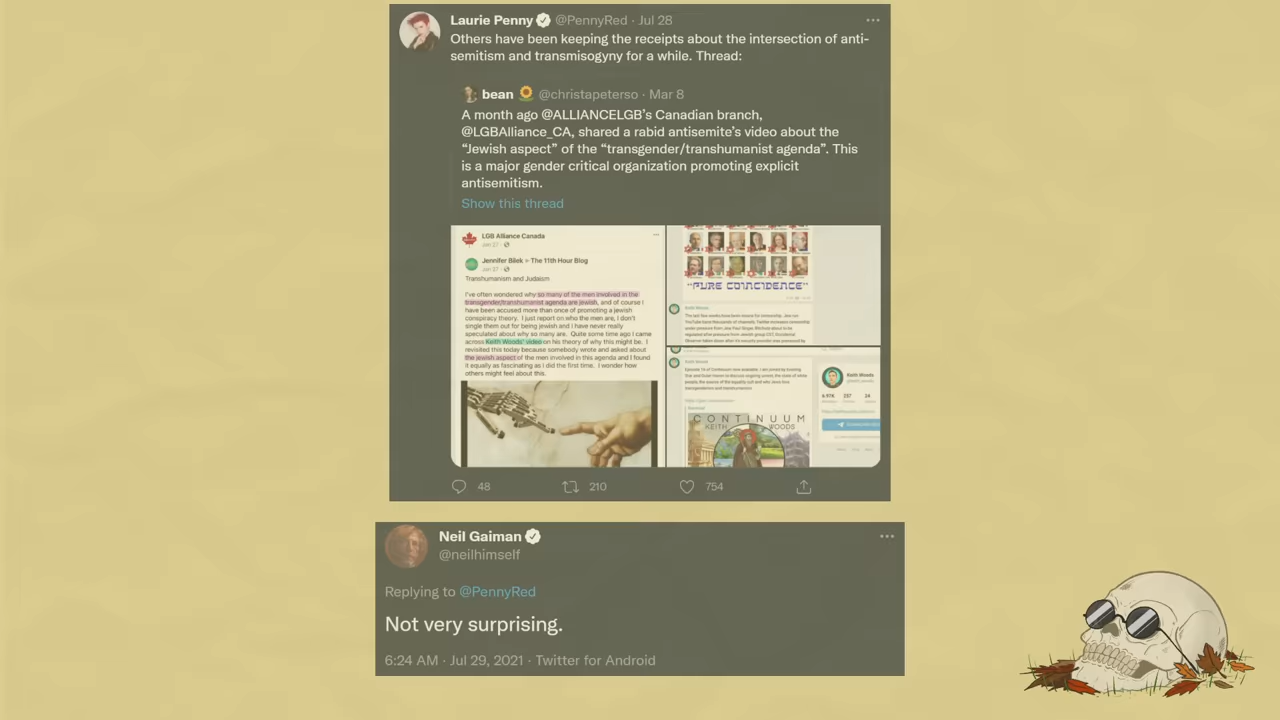 Laurie Penny @PennyRed · Jul 28
Others have been keeping the receipts about the intersection of anti-
semitism and transmisogyny for a while. Thread:
bean @christapeterso · Mar 8
A month ago @ALLIANCELGB's Canadian branch,
@LGBAlliance_CA, shared a rabid antisemite's video about the
"Jewish aspect" of the "transgender/transhumanist agenda". This
is a major gender critical organization promoting explicit
antisemitism.
Show this thread
LGB Alliance Canada
Jan 27
Jennifer Bilek ▸ The 11th Hour Blog
Jan 27
Transhumanism and Judaism
I've often wondered why so many of the men involved in the
transgender/transhumanist agenda are jewish, and of course I
have been accused more than once of promoting a jewish
conspiracy theory. I just report on who the men are, I don't
single them out for being jewish and I have never really
speculated about why so many are. Quite some time ago I came
across Keith Woods' video on his theory of why this might be. I
revisited this today because somebody wrote and asked about
the jewish aspect of the men involved in this agenda and I found
it equally as fascinating as I did the first time. I wonder how
others might feel about this.
"PURE COINCIDENCE"
Keith Woods
Keith Woods
CONTINUUM
KEITH WOODS
Keith Woods
48 210 754
Neil Gaiman
@neilhimself
Replying to @PennyRed
Not very surprising.
6:24 AM · Jul 29, 2021 · Twitter for Android